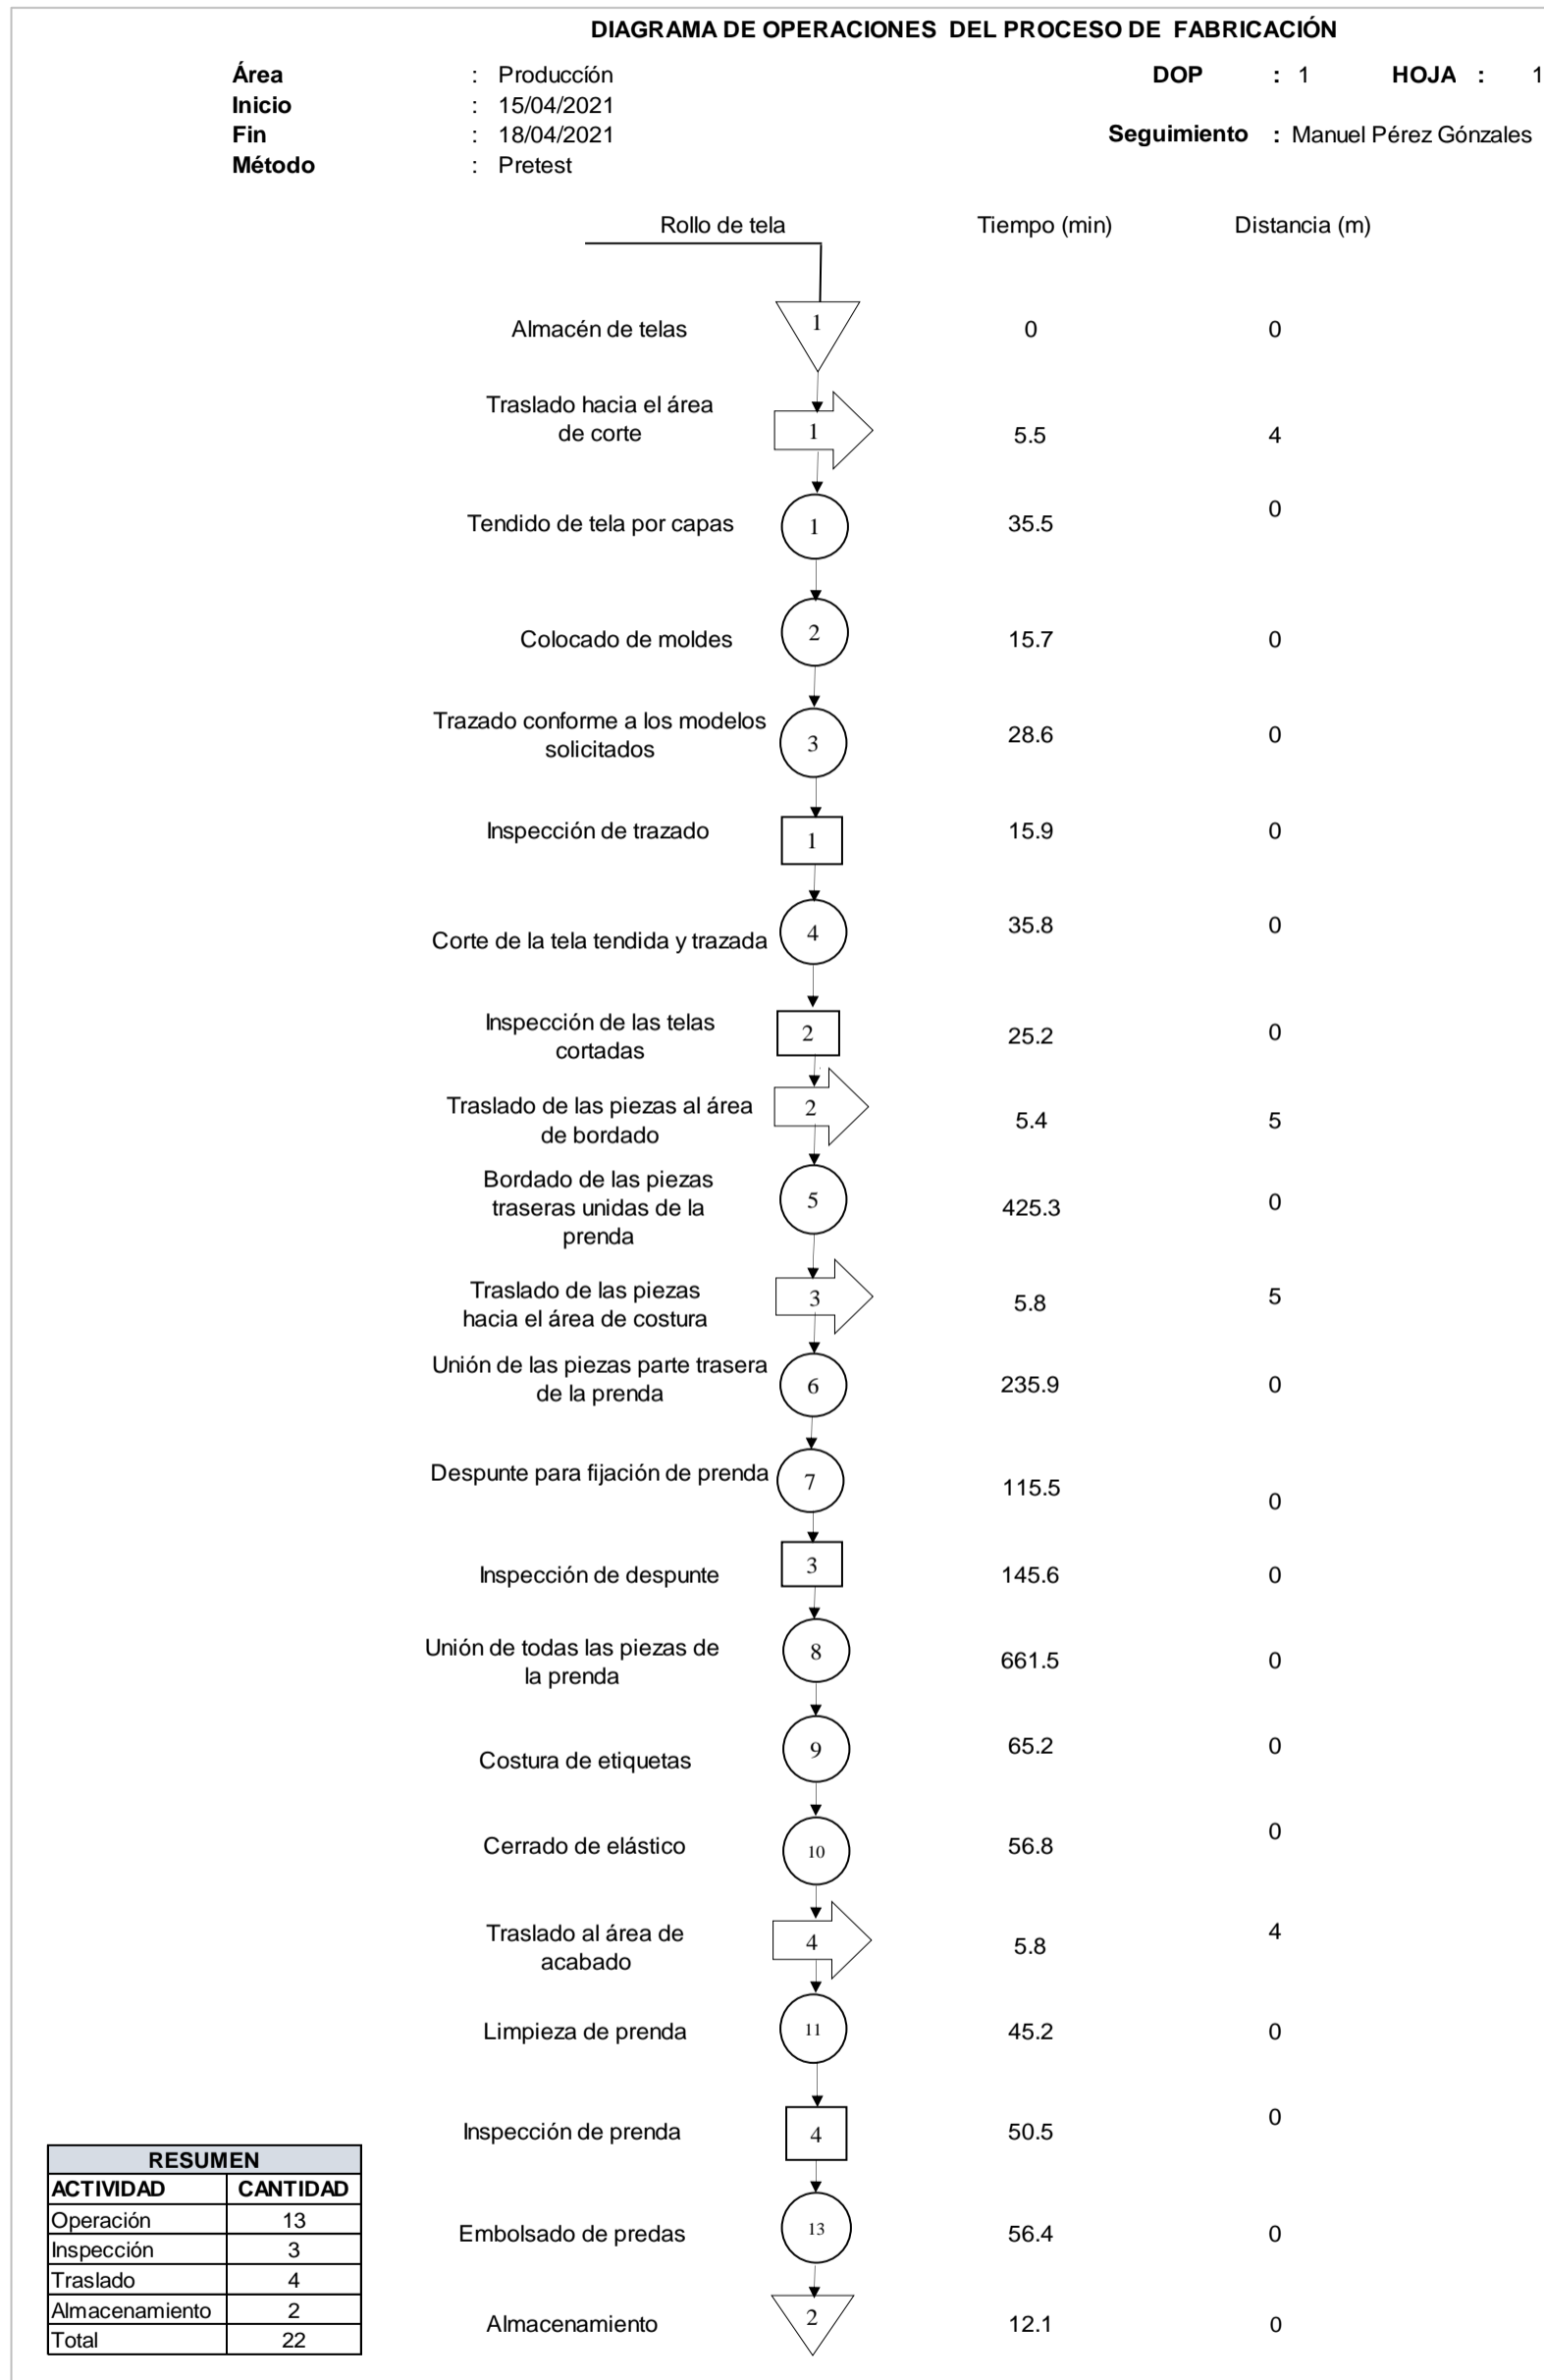 DIAGRAMA DE OPERACIONES DEL PROCESO DE FABRICACIÓN
Área : Produccíón DOP : 1 HOJA : 1
Inicio : 15/04/2021
Fin : 18/04/2021 Seguimiento : Manuel Pérez Gónzales
Método : Pretest
Rollo de tela Tiempo (min) Distancia (m)
Almacén de telas 1 0 0
Traslado hacia el área
de corte 1 5.5 4
Tendido de tela por capas 1 35.5 0
Colocado de moldes 2 15.7 0
Trazado conforme a los modelos
solicitados 3 28.6 0
Inspección de trazado 1 15.9 0
Corte de la tela tendida y trazada 4 35.8 0
Inspección de las telas
cortadas 2 25.2 0
Traslado de las piezas al área
de bordado 2 5.4 5
Bordado de las piezas
traseras unidas de la
prenda 5 425.3 0
Traslado de las piezas
hacia el área de costura 3 5.8 5
Unión de las piezas parte trasera
de la prenda 6 235.9 0
Despunte para fijación de prenda 7 115.5 0
Inspección de despunte 3 145.6 0
Unión de todas las piezas de
la prenda 8 661.5 0
Costura de etiquetas 9 65.2 0
Cerrado de elástico 10 56.8 0
Traslado al área de
acabado 4 5.8 4
Limpieza de prenda 11 45.2 0
Inspección de prenda 4 50.5 0
Embolsado de predas 13 56.4 0
Almacenamiento 2 12.1 0
RESUMEN
ACTIVIDAD CANTIDAD
Operación 13
Inspección 3
Traslado 4
Almacenamiento 2
Total 22